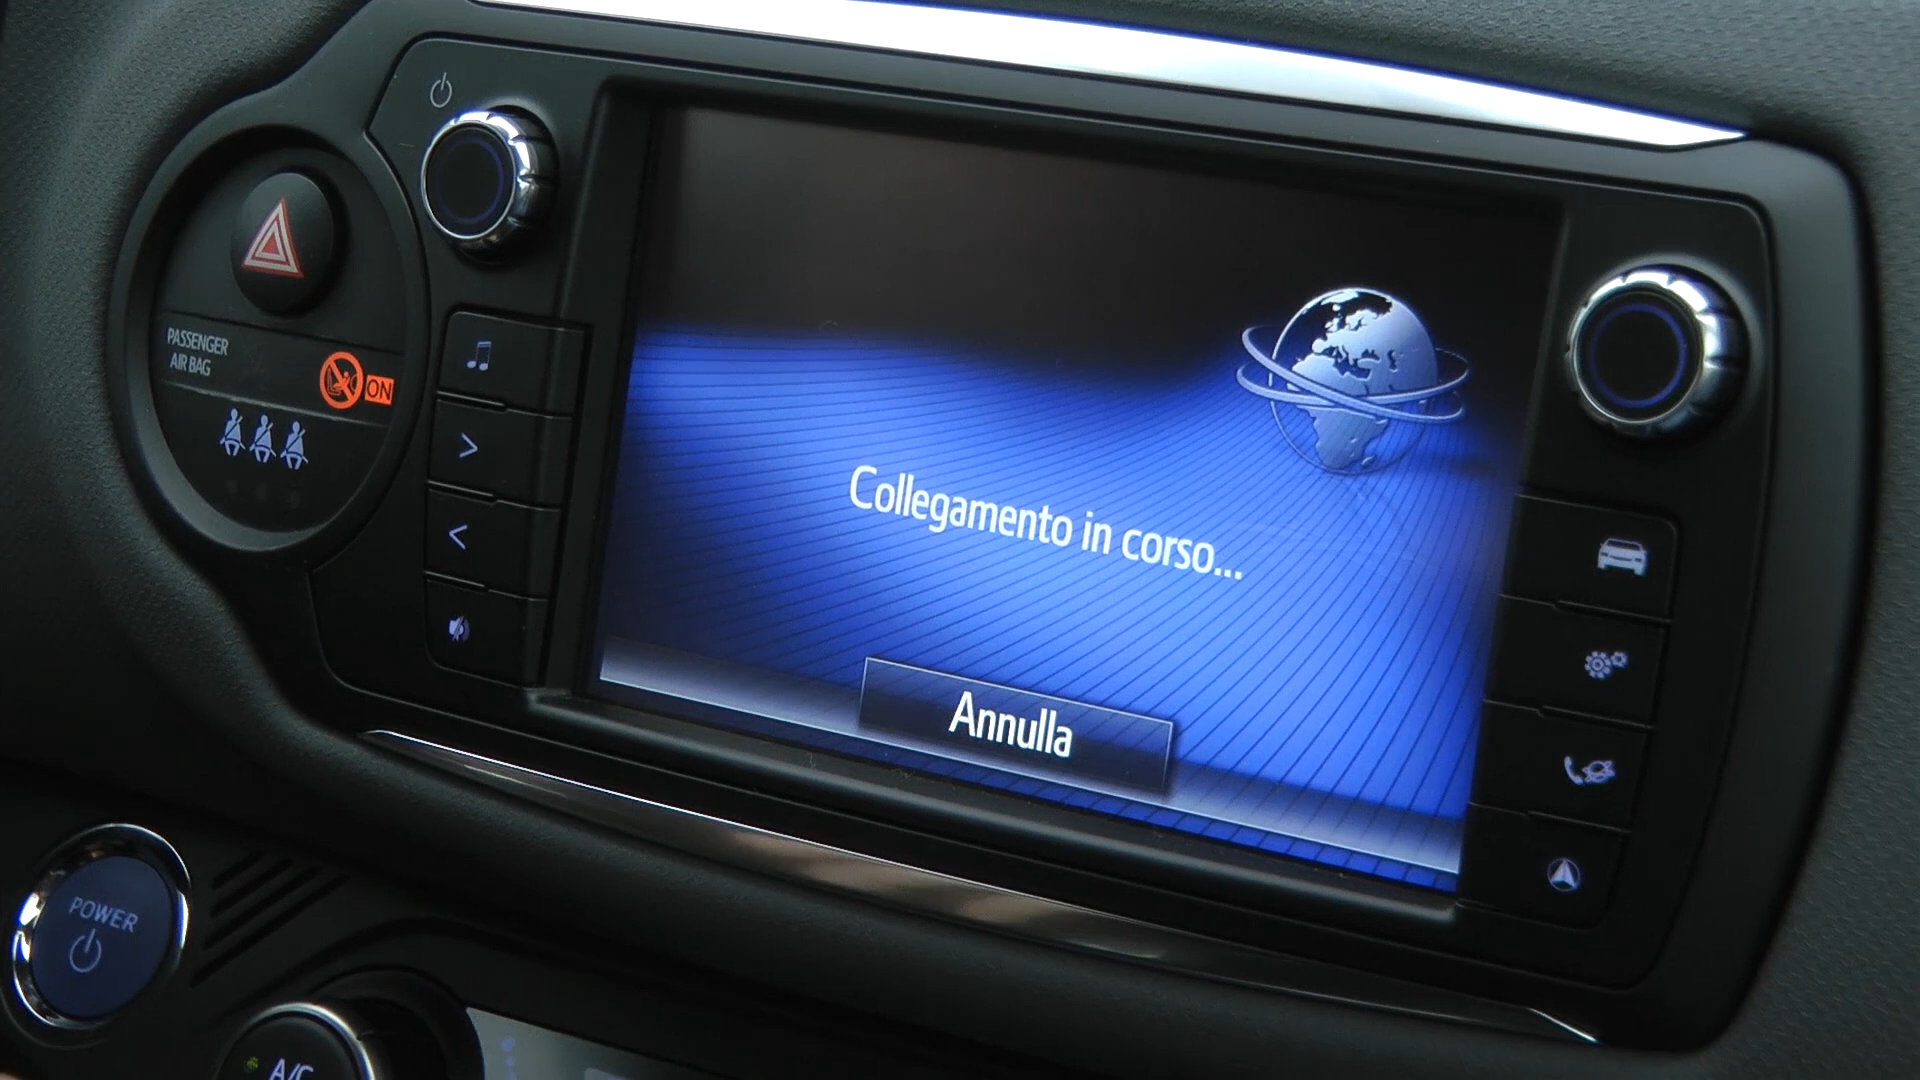 PASSENGER
AIR BAG
ON
Collegamento in corso...
Annulla
POWER
A/C